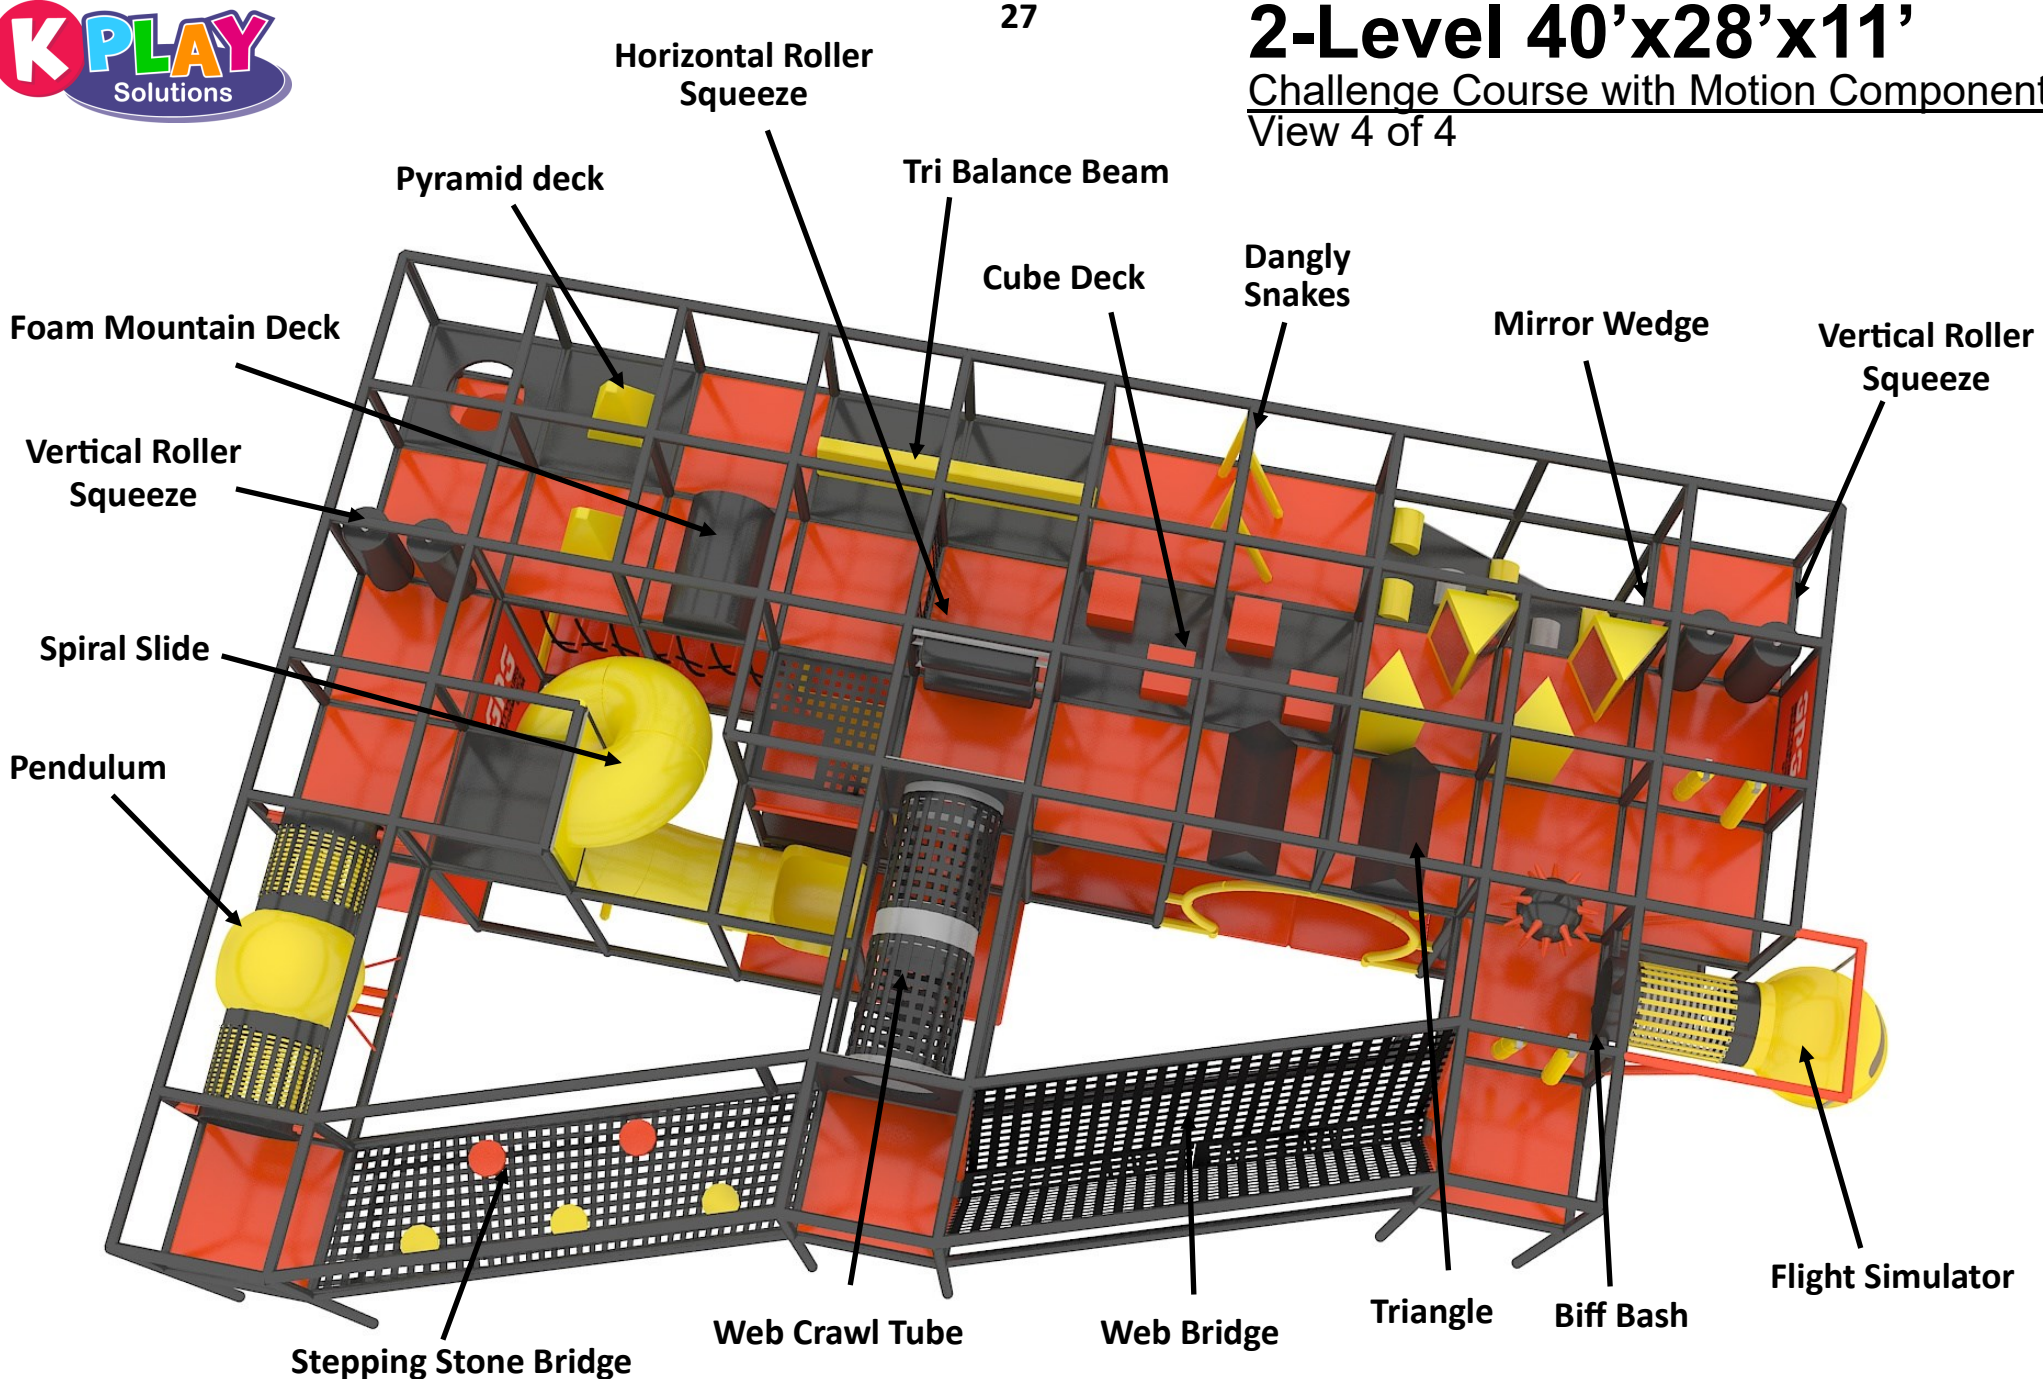 KPLAY
Solutions
27
2-Level 40’x28’x11’
Challenge Course with Motion Component
View 4 of 4
Horizontal Roller
Squeeze
Pyramid deck
Tri Balance Beam
Cube Deck
Dangly
Snakes
Mirror Wedge
Vertical Roller
Squeeze
Foam Mountain Deck
Vertical Roller
Squeeze
Spiral Slide
Pendulum
Flight Simulator
Triangle
Biff Bash
Web Crawl Tube
Web Bridge
Stepping Stone Bridge